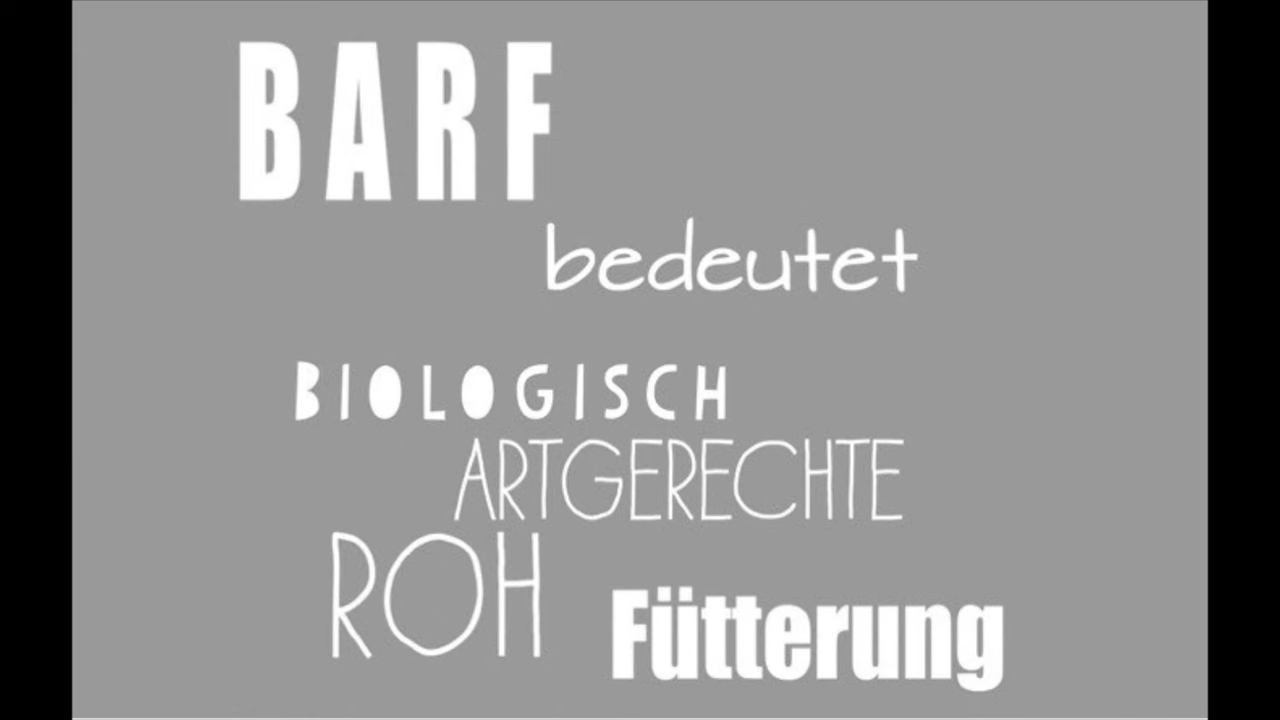 BARF
bedeutet
BIOLOGISCH
ARTGERECHTE
ROH Fütterung